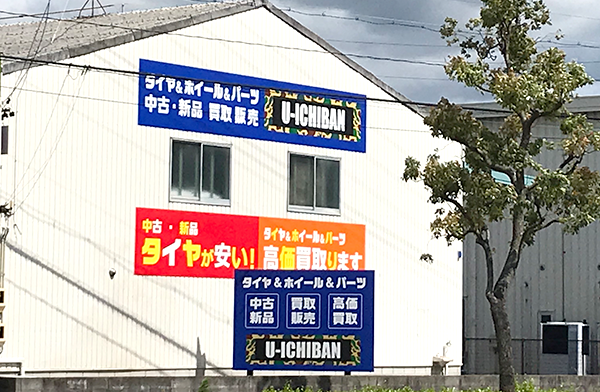 タイヤ&ホイール&パーツ
中古・新品 買取 販売
U-ICHIBAN
中古・新品
タイヤが安い!
タイヤ&ホイール&パーツ
高価買取ります
タイヤ&ホイール&パーツ
中古 買取 高価
新品 販売 買取
U-ICHIBAN